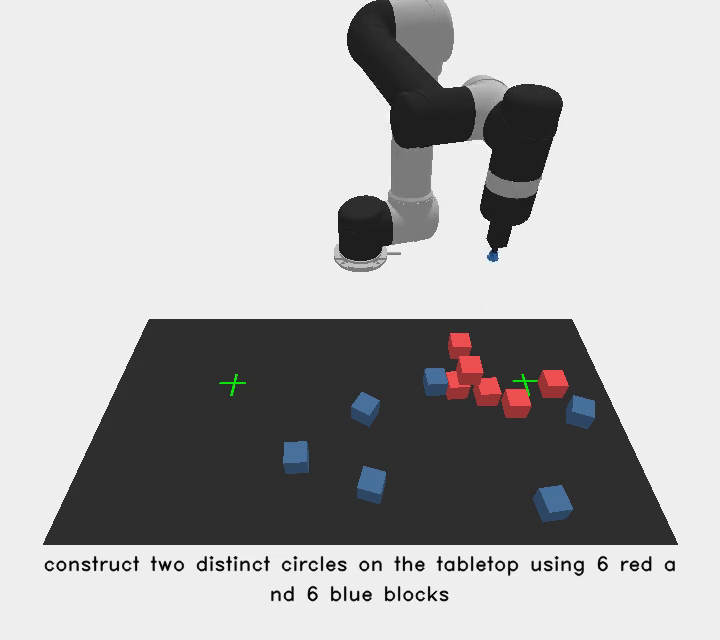 construct two distinct circles on the tabletop using 6 red a
nd 6 blue blocks